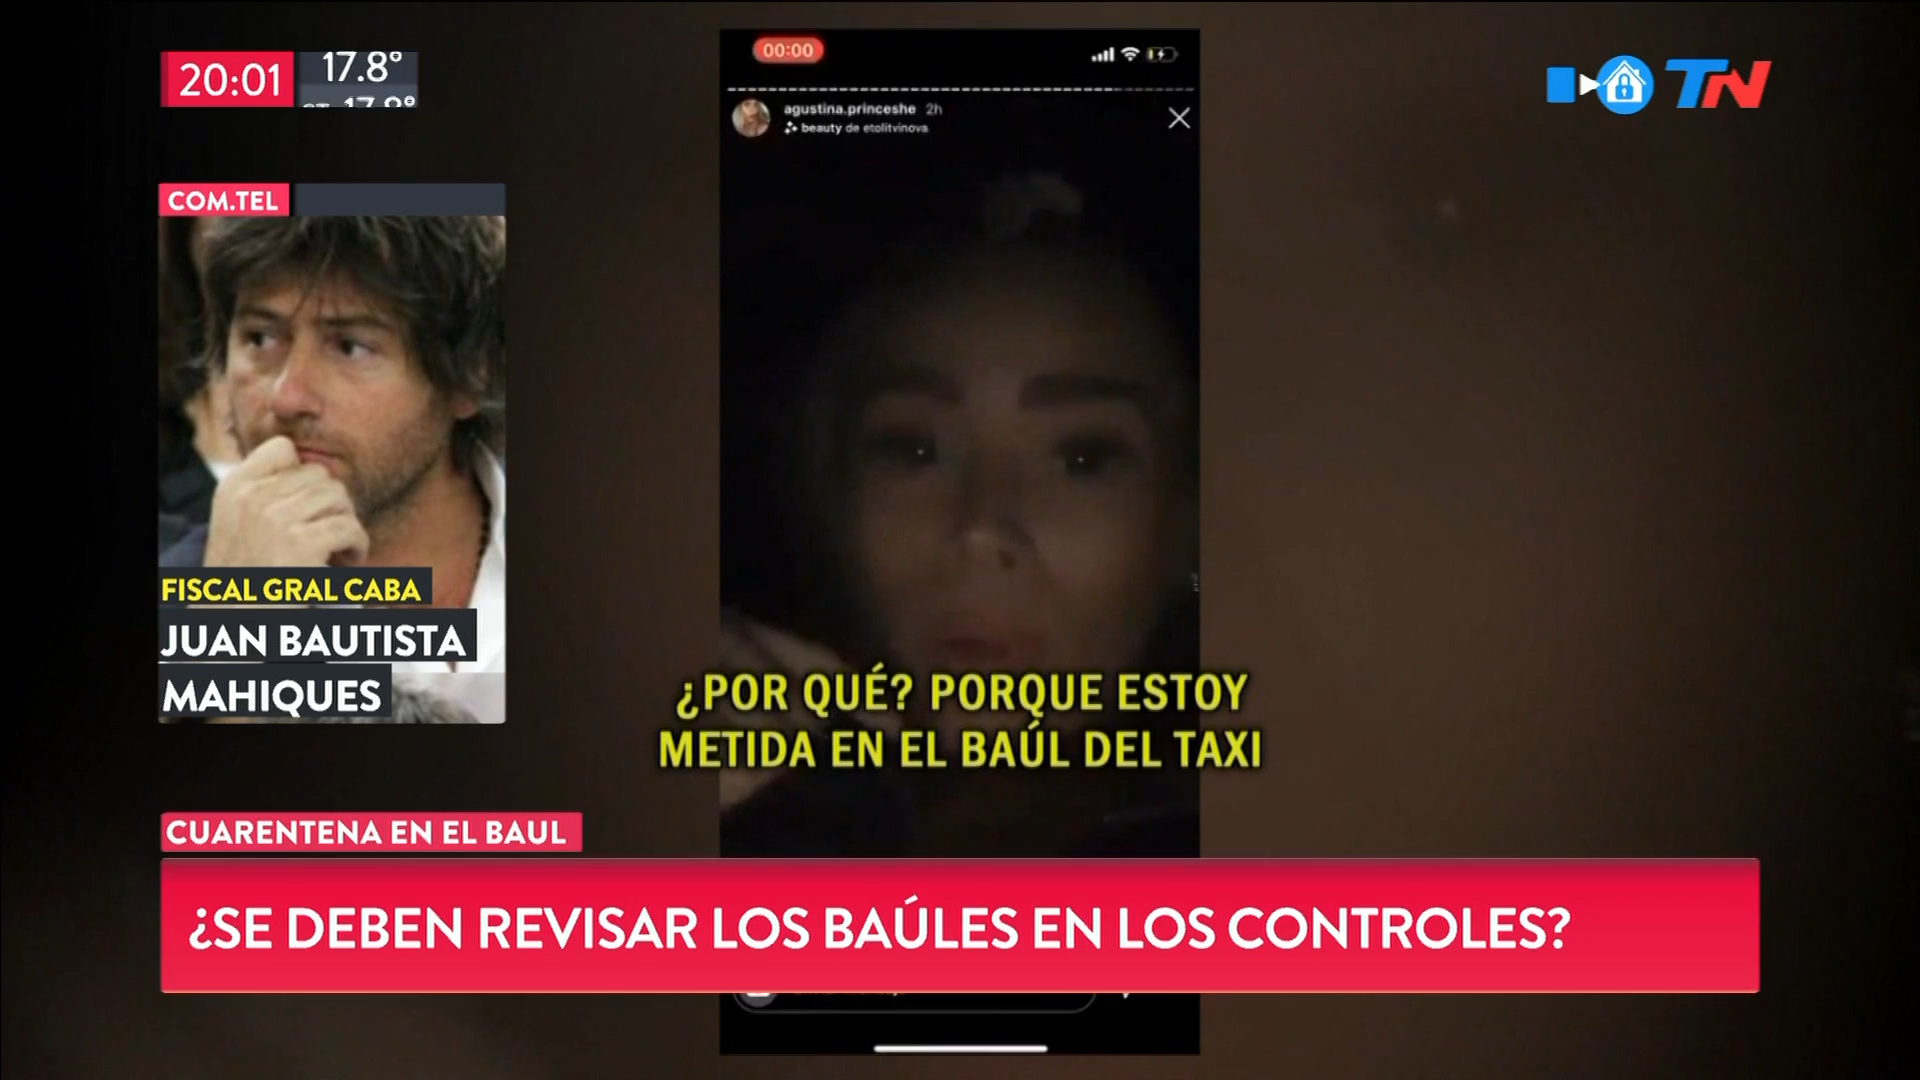 20:01
17.8°
00:00
TN
agustina.princeshe 2h
beauty de etolitvinova
COM.TEL
FISCAL GRAL CABA
JUAN BAUTISTA
MAHIQUES
¿POR QUÉ? PORQUE ESTOY
METIDA EN EL BAÚL DEL TAXI
CUARENTENA EN EL BAUL
¿SE DEBEN REVISAR LOS BAÚLES EN LOS CONTROLES?